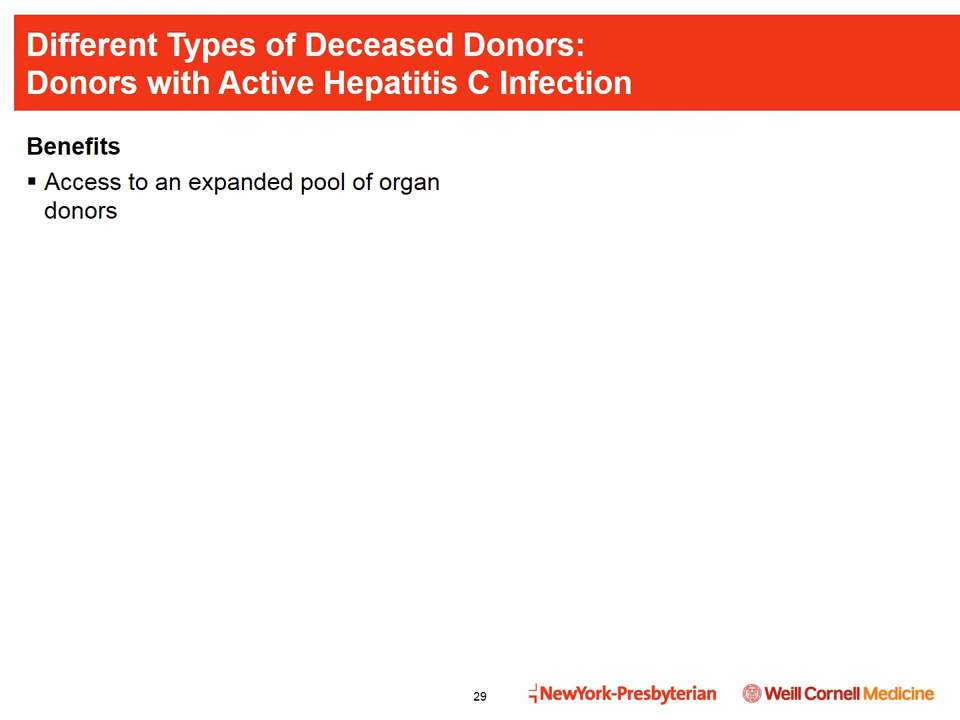 Different Types of Deceased Donors:
Donors with Active Hepatitis C Infection
Benefits
▪ Access to an expanded pool of organ
donors
29
NewYork-Presbyterian
Weill Cornell Medicine